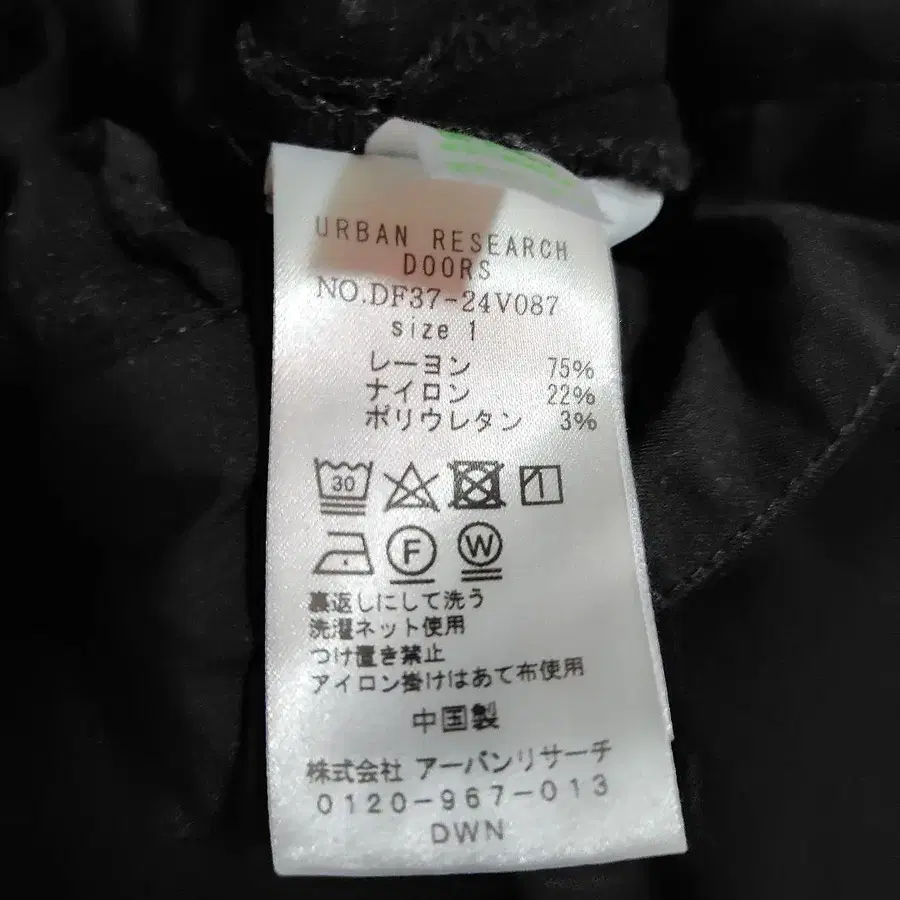 URBAN RESEARCH
DOORS
NO.DF37-24V087
size 1
レーヨン 75%
ナイロン 22%
ポリウレタン 3%
30
F W
裏返しにして洗う
洗濯ネット使用
つけ置き禁止
アイロン掛けはあて布使用
中国製
株式会社 アーバンリサーチ
0120-967-013
DWN